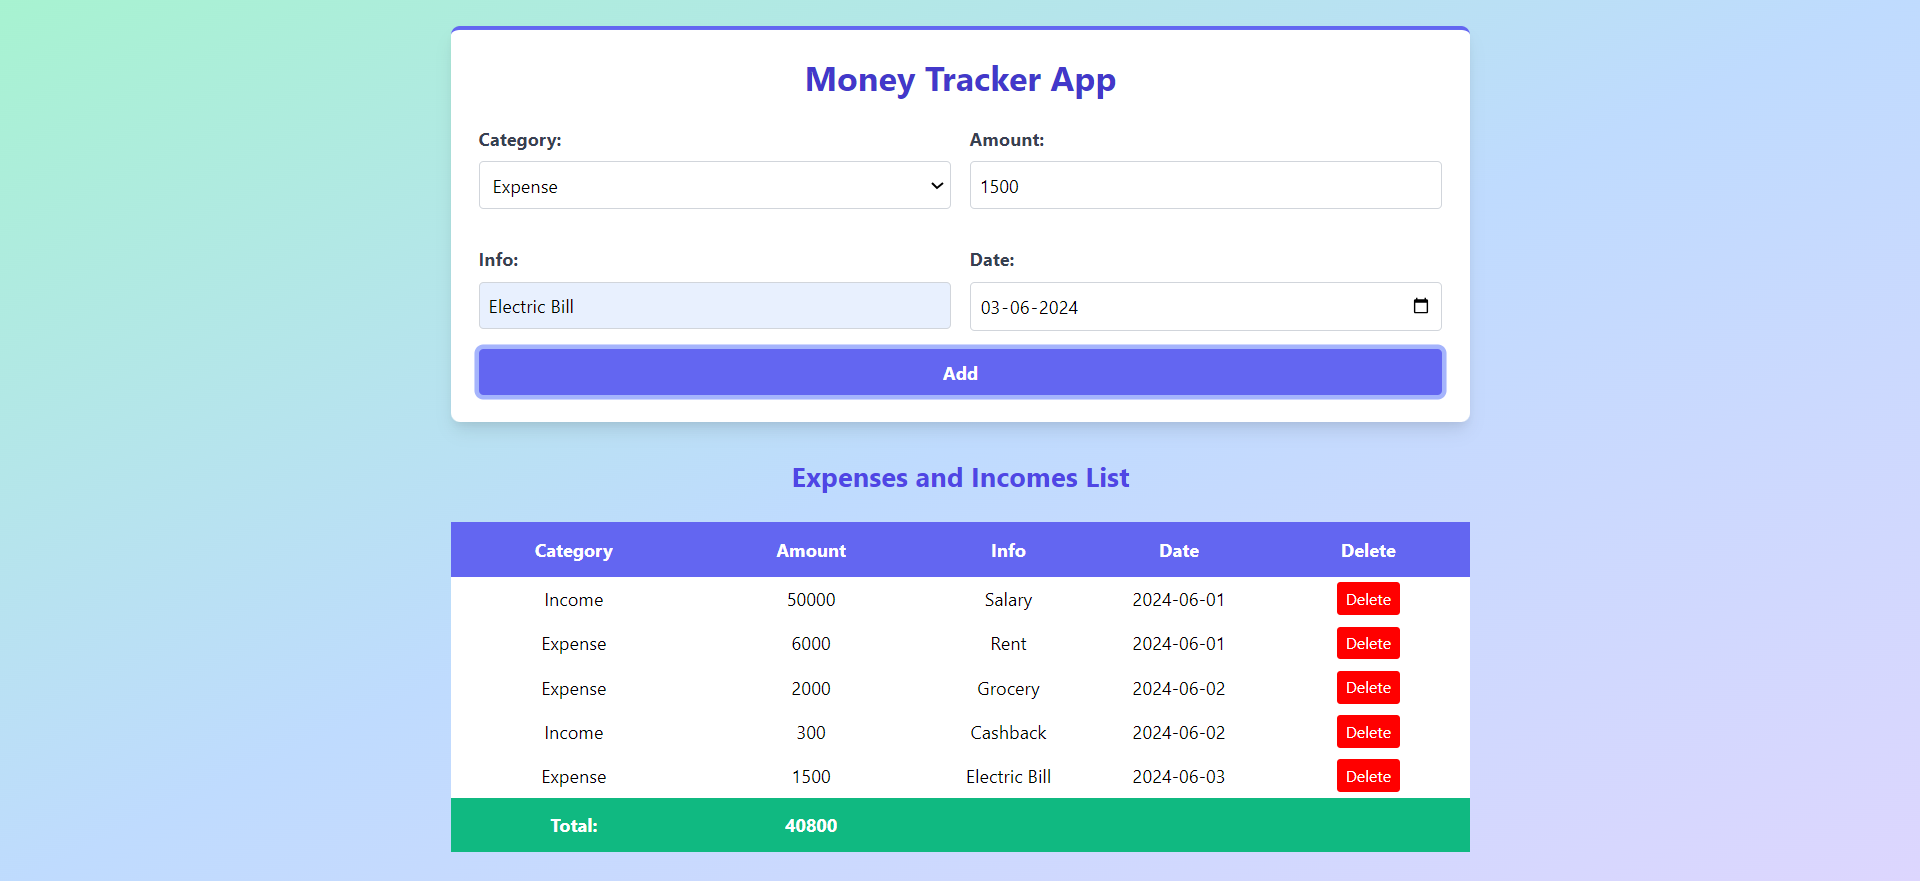 Money Tracker App
Category: Amount:
Expense 1500
Info: Date:
Electric Bill 03-06-2024
Add
Expenses and Incomes List
Category Amount Info Date Delete
Income 50000 Salary 2024-06-01 Delete
Expense 6000 Rent 2024-06-01 Delete
Expense 2000 Grocery 2024-06-02 Delete
Income 300 Cashback 2024-06-02 Delete
Expense 1500 Electric Bill 2024-06-03 Delete
Total: 40800